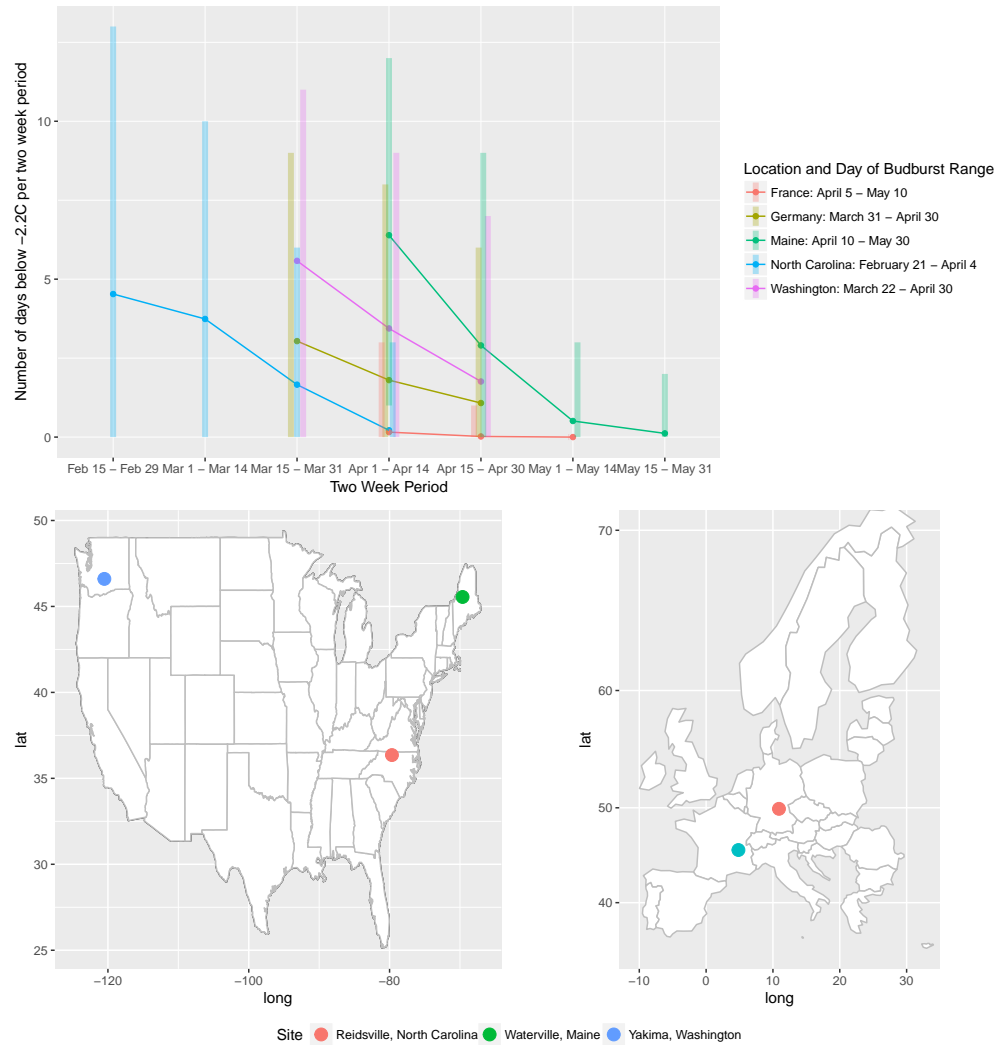 Number of days below −2.2C per two week period
10
5
0
Feb 15 − Feb 29 Mar 1 − Mar 14 Mar 15 − Mar 31 Apr 1 − Apr 14 Apr 15 − Apr 30 May 1 − May 14 May 15 − May 31
Two Week Period
Location and Day of Budburst Range
France: April 5 − May 10
Germany: March 31 − April 30
Maine: April 10 − May 30
North Carolina: February 21 − April 4
Washington: March 22 − April 30
lat
50
45
40
35
30
25
−120 −100 −80
long
lat
70
60
50
40
−10 0 10 20 30
long
Site Reidsville, North Carolina Waterville, Maine Yakima, Washington